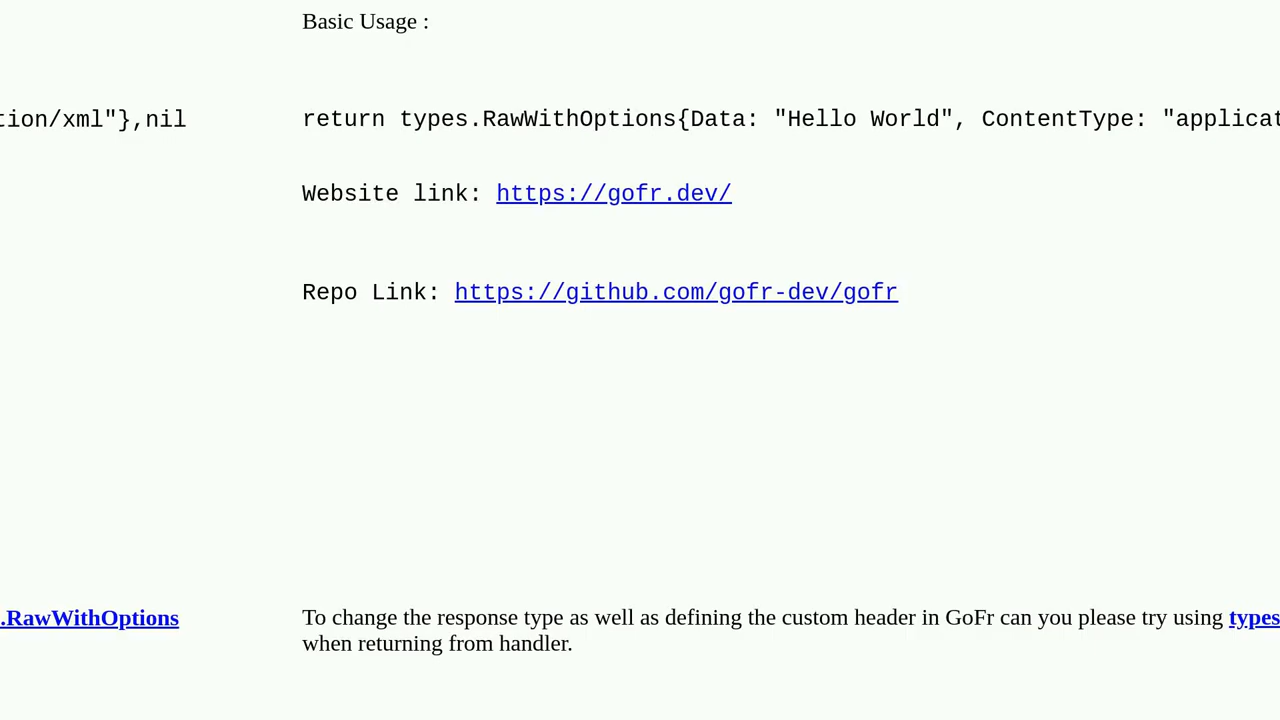 Basic Usage :
tion/xml"},nil
return types.RawWithOptions{Data: "Hello World", ContentType: "applicat
Website link: https://gofr.dev/
Repo Link: https://github.com/gofr-dev/gofr
.RawWithOptions
To change the response type as well as defining the custom header in GoFr can you please try using types
when returning from handler.